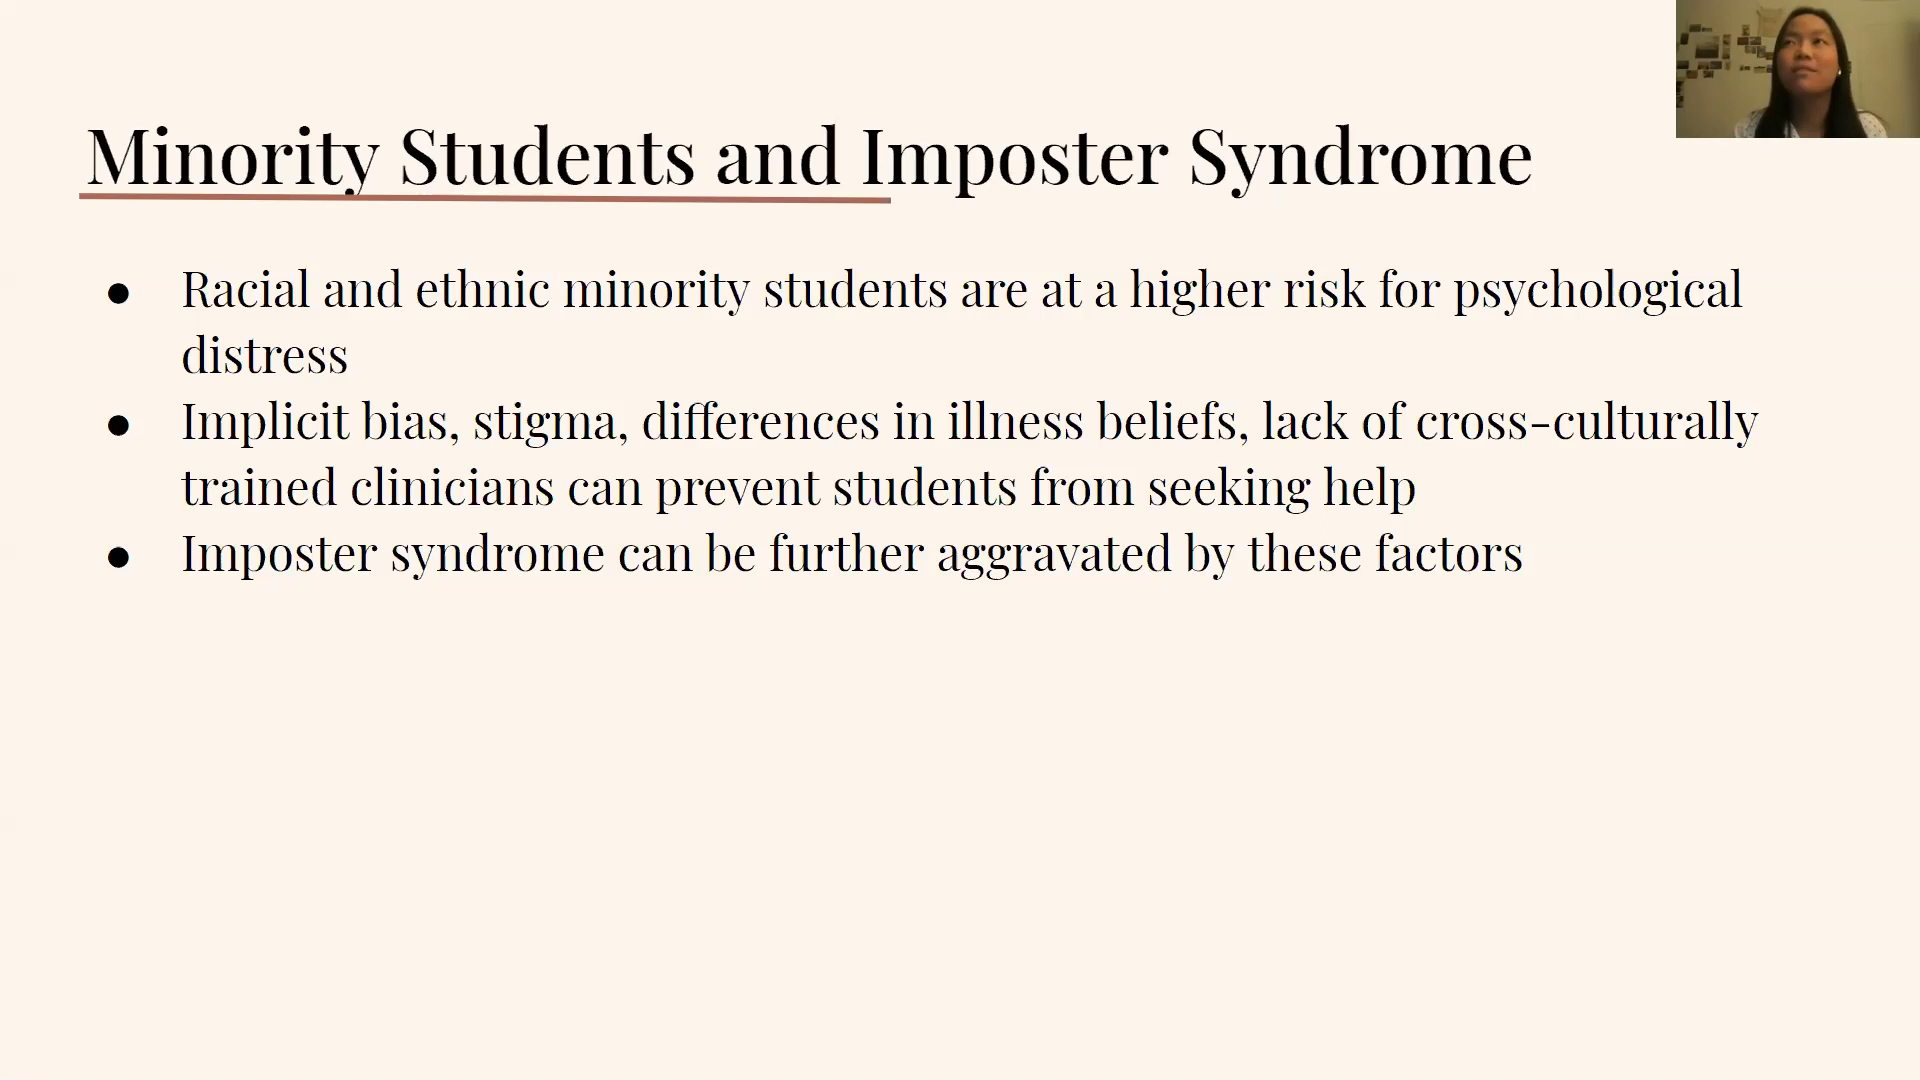 Minority Students and Imposter Syndrome
● Racial and ethnic minority students are at a higher risk for psychological
distress
● Implicit bias, stigma, differences in illness beliefs, lack of cross-culturally
trained clinicians can prevent students from seeking help
● Imposter syndrome can be further aggravated by these factors